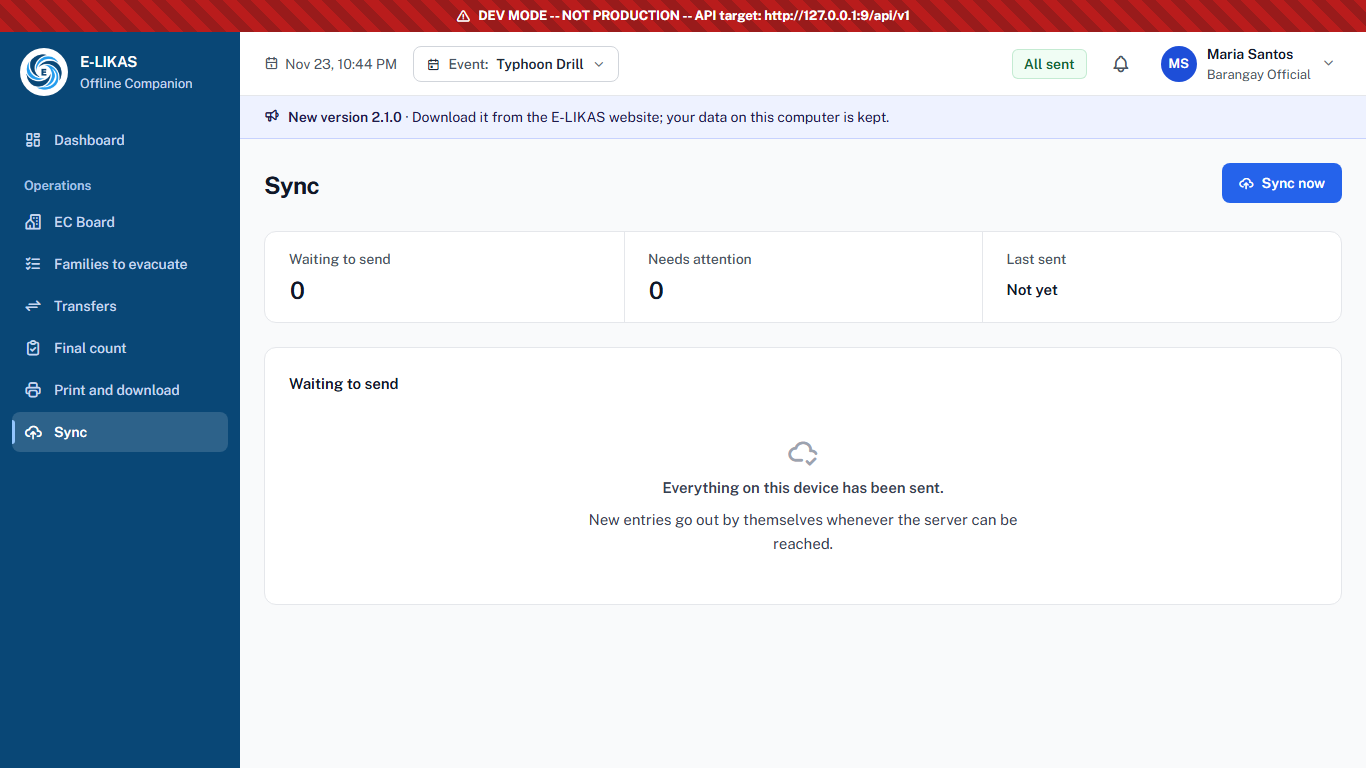 DEV MODE -- NOT PRODUCTION -- API target: http://127.0.0.1:9/api/v1
E-LIKAS
Offline Companion
Nov 23, 10:44 PM
Event: Typhoon Drill
All sent
MS
Maria Santos
Barangay Official
New version 2.1.0 · Download it from the E-LIKAS website; your data on this computer is kept.
Dashboard
Operations
EC Board
Families to evacuate
Transfers
Final count
Print and download
Sync
Sync
Sync now
Waiting to send
0
Needs attention
0
Last sent
Not yet
Waiting to send
Everything on this device has been sent.
New entries go out by themselves whenever the server can be
reached.